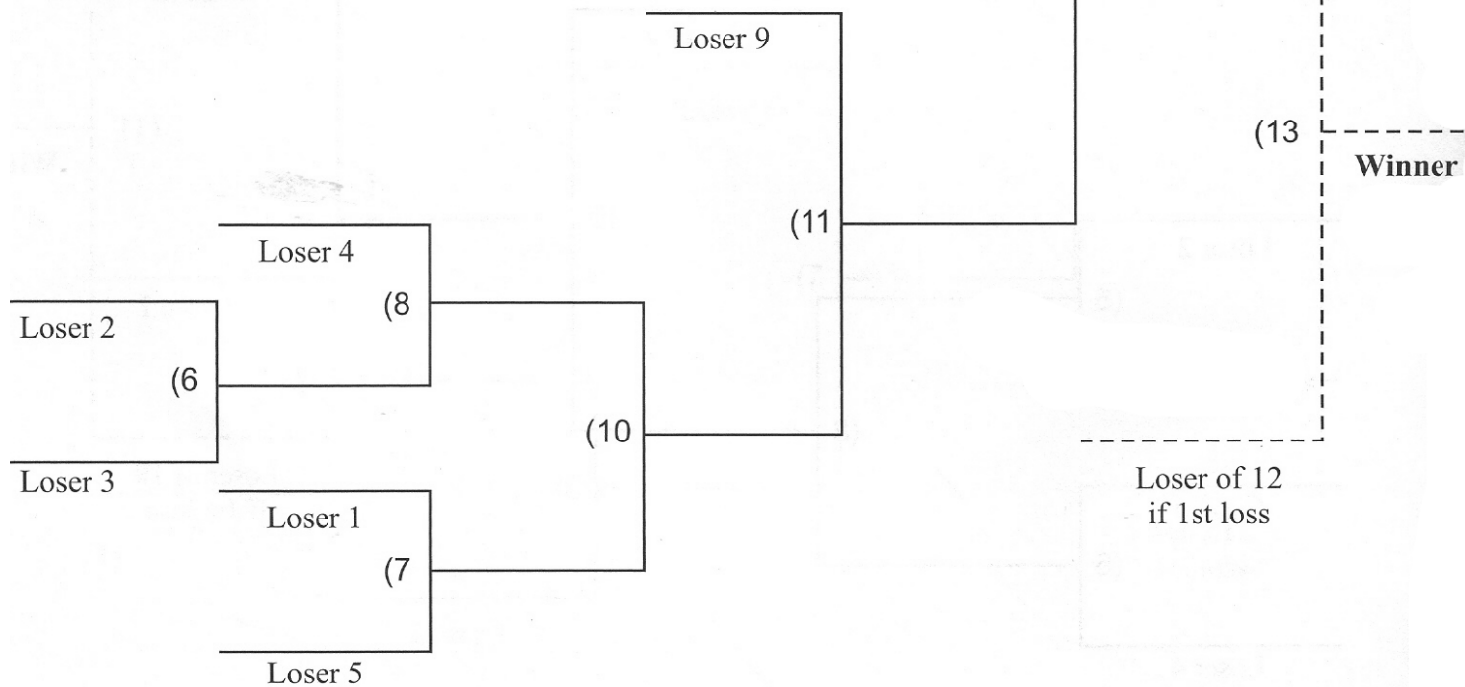 Loser 9
(13
Winner
(11
Loser 4
(8
Loser 2
(6
(10
Loser 3
Loser of 12
if 1st loss
Loser 1
(7
Loser 5